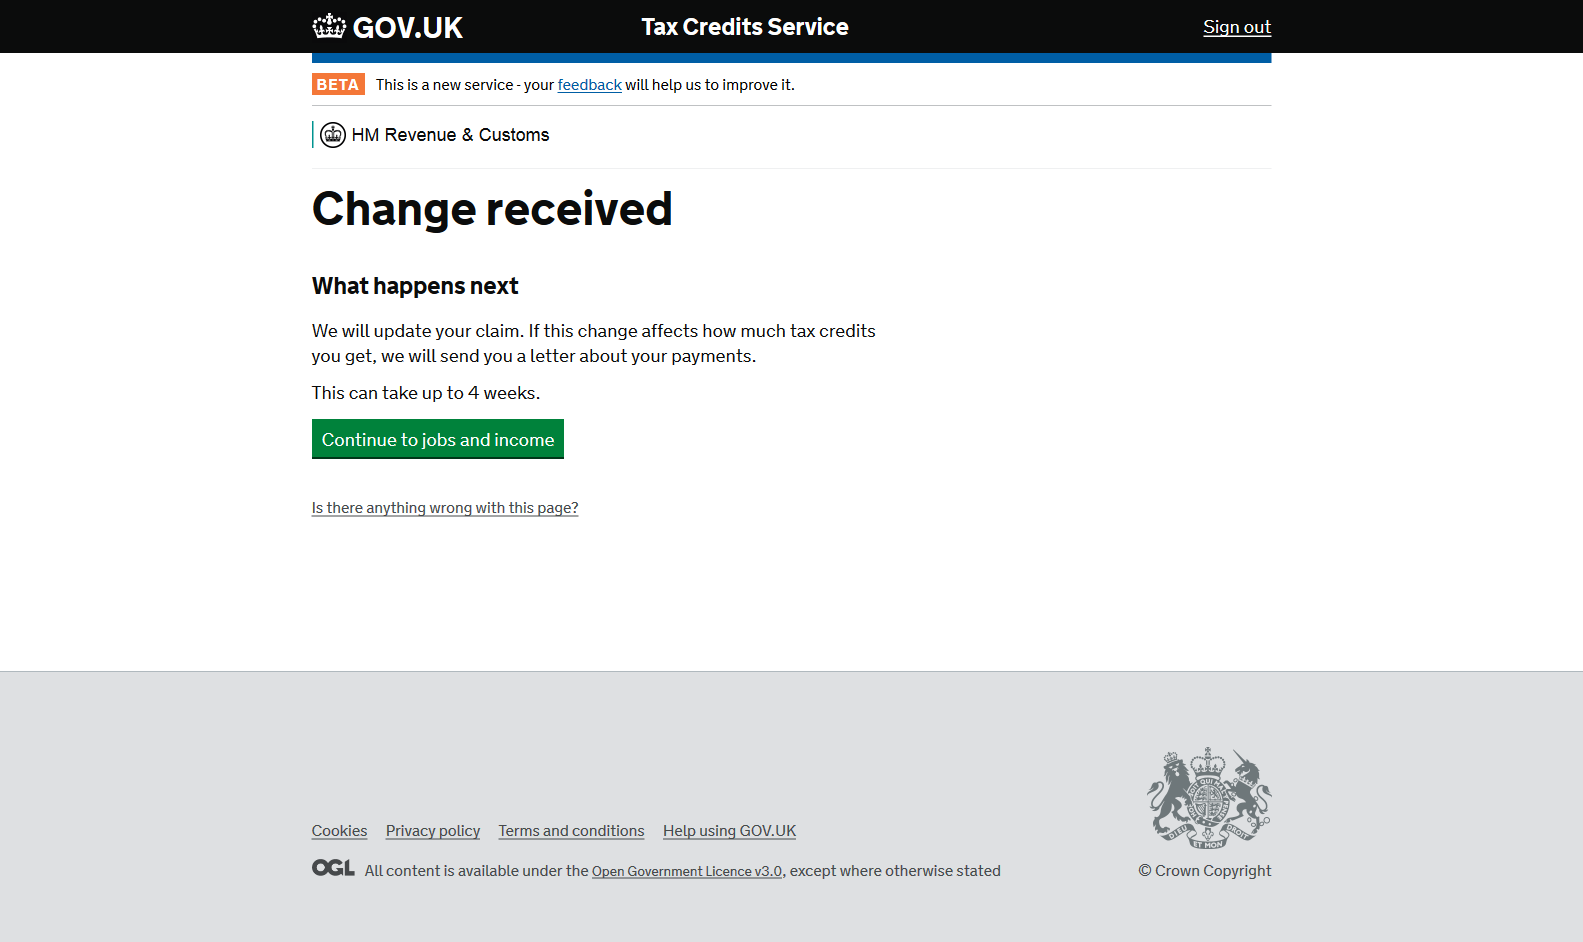 GOV.UK Tax Credits Service Sign out
BETA This is a new service - your feedback will help us to improve it.
HM Revenue & Customs
Change received
What happens next
We will update your claim. If this change affects how much tax credits
you get, we will send you a letter about your payments.
This can take up to 4 weeks.
Continue to jobs and income
Is there anything wrong with this page?
Cookies Privacy policy Terms and conditions Help using GOV.UK
DIEU ET MON DROIT
OGL All content is available under the Open Government Licence v3.0, except where otherwise stated
© Crown Copyright